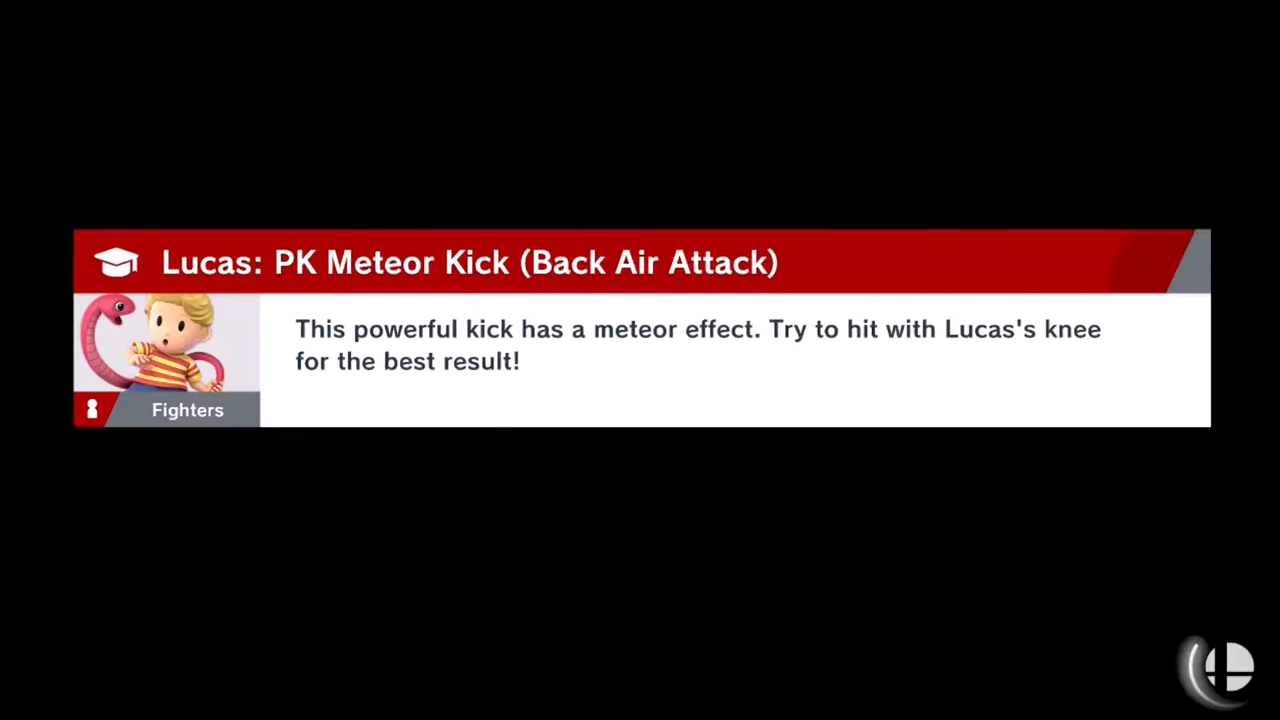 Lucas: PK Meteor Kick (Back Air Attack)
This powerful kick has a meteor effect. Try to hit with Lucas's knee
for the best result!
Fighters